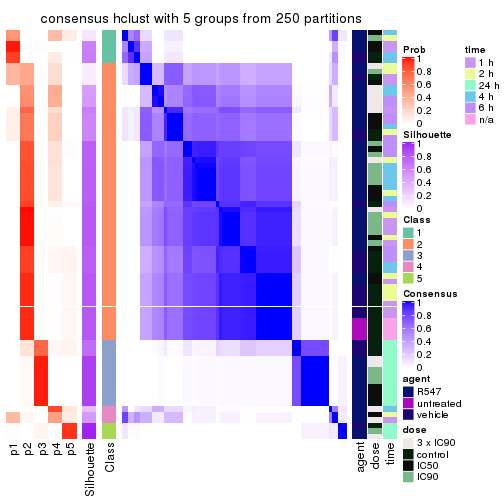 consensus hclust with 5 groups from 250 partitions
Prob
1
0.8
0.6
0.4
0.2
0
time
1 h
2 h
24 h
4 h
6 h
n/a
Silhouette
1
0.8
0.6
0.4
0.2
0
Class
1
2
3
4
5
Consensus
1
0.8
0.6
0.4
0.2
0
agent
R547
untreated
vehicle
dose
3 x IC90
control
IC50
IC90
p1
p2
p3
p4
p5
Silhouette
Class
agent
dose
time